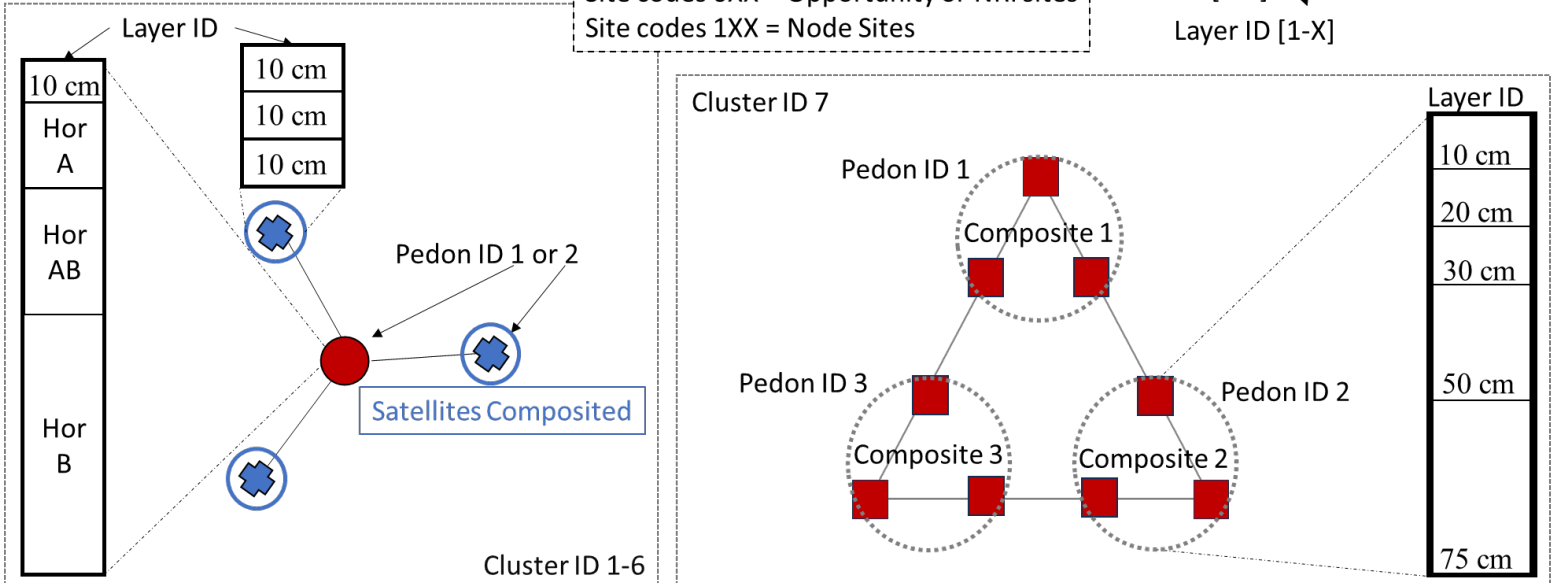 Site codes 1XX = Node Sites
Layer ID [1-X]
Layer ID
10 cm
Hor
A
Hor
AB
Hor
B
10 cm
10 cm
10 cm
Pedon ID 1 or 2
Satellites Composited
Cluster ID 1-6
Cluster ID 7
Pedon ID 1
Composite 1
Pedon ID 3
Composite 3
Pedon ID 2
Composite 2
Layer ID
10 cm
20 cm
30 cm
50 cm
75 cm